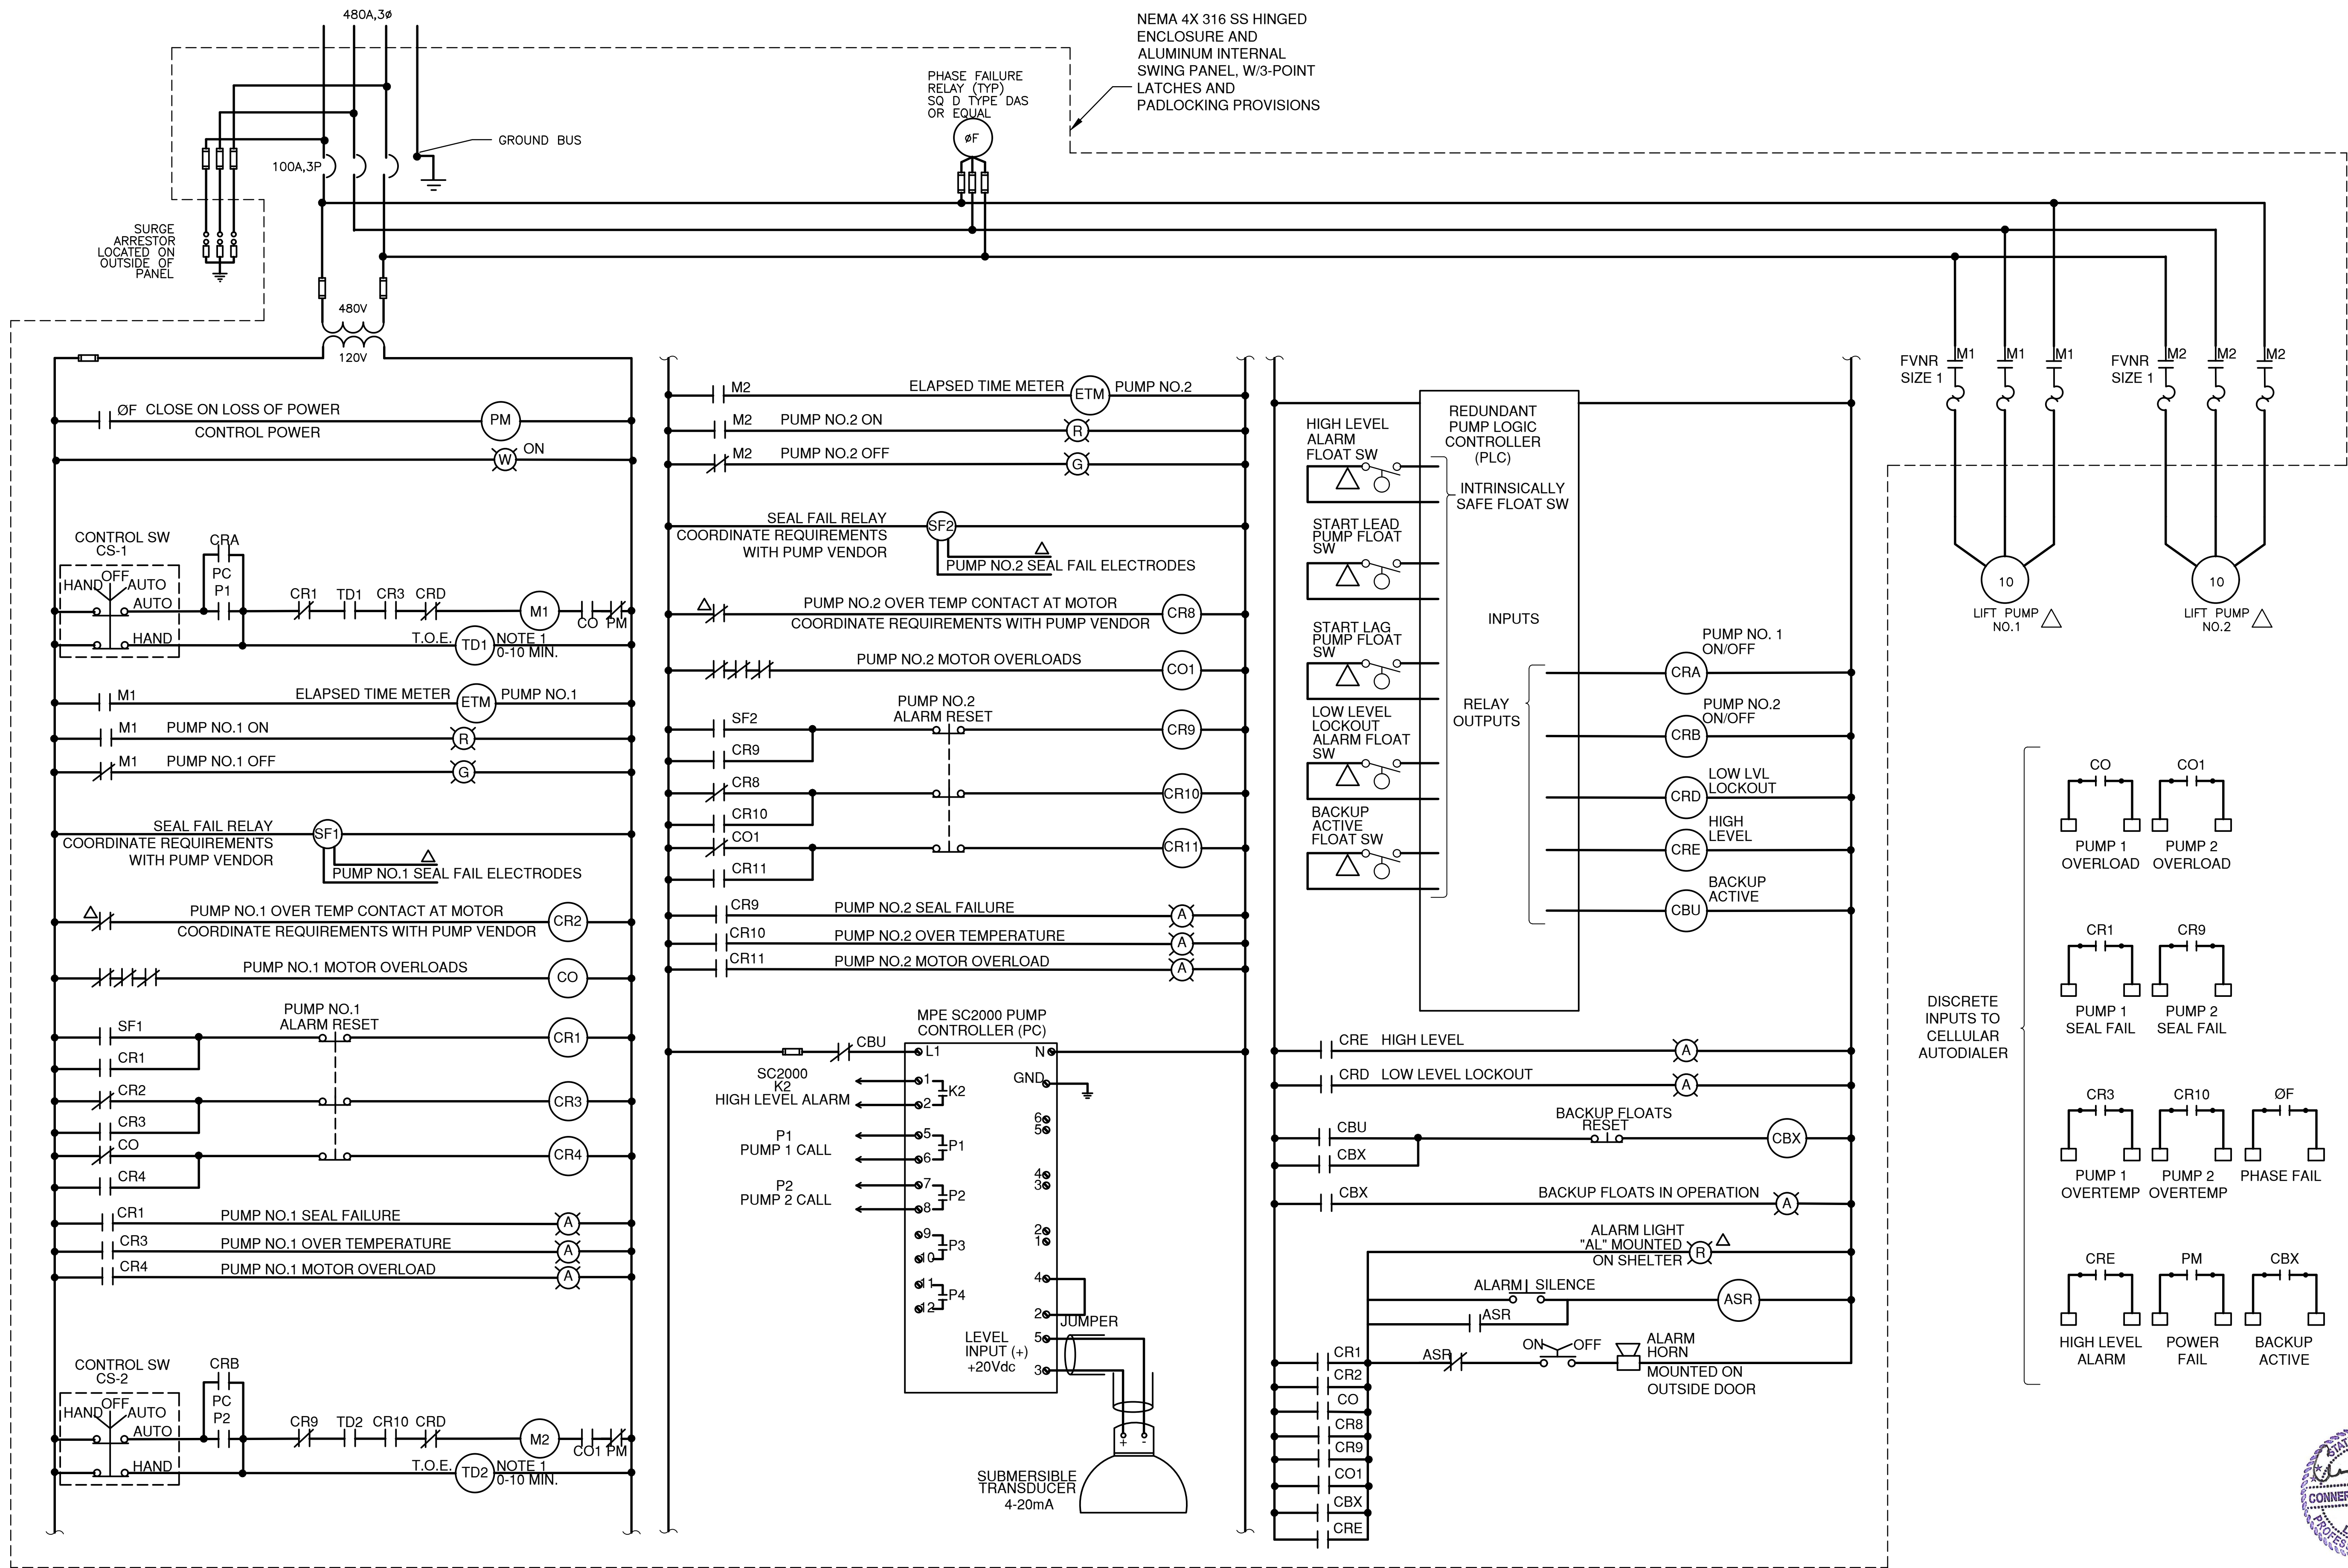 480A,3ø
NEMA 4X 316 SS HINGED
ENCLOSURE AND
ALUMINUM INTERNAL
SWING PANEL, W/3-POINT
LATCHES AND
PADLOCKING PROVISIONS
PHASE FAILURE
RELAY (TYP)
SQ D TYPE DAS
OR EQUAL
øF
GROUND BUS
100A,3P
SURGE
ARRESTOR
LOCATED ON
OUTSIDE OF
PANEL
480V
120V
ØF CLOSE ON LOSS OF POWER
PM
CONTROL POWER
W
ON
CONTROL SW
CS-1
OFF
HAND
AUTO
AUTO
HAND
CRA
PC
P1
CR1
TD1
CR3
CRD
M1
CO
PM
T.O.E.
TD1
NOTE 1
0-10 MIN.
M1
ELAPSED TIME METER
ETM
PUMP NO.1
M1
PUMP NO.1 ON
R
M1
PUMP NO.1 OFF
G
SEAL FAIL RELAY
COORDINATE REQUIREMENTS
WITH PUMP VENDOR
SF1
PUMP NO.1 SEAL FAIL ELECTRODES
PUMP NO.1 OVER TEMP CONTACT AT MOTOR
COORDINATE REQUIREMENTS WITH PUMP VENDOR
CR2
PUMP NO.1 MOTOR OVERLOADS
CO
PUMP NO.1
ALARM RESET
SF1
CR1
CR1
CR2
CR3
CR3
CO
CR4
CR4
CR1
PUMP NO.1 SEAL FAILURE
A
CR3
PUMP NO.1 OVER TEMPERATURE
A
CR4
PUMP NO.1 MOTOR OVERLOAD
A
CONTROL SW
CS-2
OFF
HAND
AUTO
AUTO
HAND
CRB
PC
P2
CR9
TD2
CR10
CRD
M2
CO1
PM
T.O.E.
TD2
NOTE 1
0-10 MIN.
M2
ELAPSED TIME METER
ETM
PUMP NO.2
M2
PUMP NO.2 ON
R
M2
PUMP NO.2 OFF
G
SEAL FAIL RELAY
COORDINATE REQUIREMENTS
WITH PUMP VENDOR
SF2
PUMP NO.2 SEAL FAIL ELECTRODES
PUMP NO.2 OVER TEMP CONTACT AT MOTOR
COORDINATE REQUIREMENTS WITH PUMP VENDOR
CR8
PUMP NO.2 MOTOR OVERLOADS
CO1
PUMP NO.2
ALARM RESET
SF2
CR9
CR9
CR8
CR10
CR10
CO1
CR11
CR11
CR9
PUMP NO.2 SEAL FAILURE
A
CR10
PUMP NO.2 OVER TEMPERATURE
A
CR11
PUMP NO.2 MOTOR OVERLOAD
A
MPE SC2000 PUMP
CONTROLLER (PC)
CBU
L1
N
SC2000
K2
HIGH LEVEL ALARM
1
K2
2
GND
P1
PUMP 1 CALL
5
P1
6
6
5
P2
PUMP 2 CALL
7
P2
8
4
3
9
P3
10
2
1
11
P4
12
4
2
JUMPER
LEVEL
INPUT (+)
+20Vdc
5
3
+
-
SUBMERSIBLE
TRANSDUCER
4-20mA
REDUNDANT
PUMP LOGIC
CONTROLLER
(PLC)
HIGH LEVEL
ALARM
FLOAT SW
INTRINSICALLY
SAFE FLOAT SW
START LEAD
PUMP FLOAT
SW
START LAG
PUMP FLOAT
SW
LOW LEVEL
LOCKOUT
ALARM FLOAT
SW
BACKUP
ACTIVE
FLOAT SW
INPUTS
RELAY
OUTPUTS
PUMP NO. 1
ON/OFF
CRA
PUMP NO.2
ON/OFF
CRB
LOW LVL
LOCKOUT
CRD
HIGH
LEVEL
CRE
BACKUP
ACTIVE
CBU
CRE
HIGH LEVEL
A
CRD
LOW LEVEL LOCKOUT
A
BACKUP FLOATS
RESET
CBU
CBX
CBX
CBX
BACKUP FLOATS IN OPERATION
A
ALARM LIGHT
"AL" MOUNTED
ON SHELTER
R
ALARM SILENCE
ASR
ASR
ASR
ON
OFF
ALARM
HORN
MOUNTED ON
OUTSIDE DOOR
CR1
CR2
CO
CR8
CR9
CO1
CBX
CRE
FVNR
SIZE 1
M1
M1
M1
FVNR
SIZE 1
M2
M2
M2
10
LIFT PUMP
NO.1
10
LIFT PUMP
NO.2
DISCRETE
INPUTS TO
CELLULAR
AUTODIALER
CO
PUMP 1
OVERLOAD
CO1
PUMP 2
OVERLOAD
CR1
PUMP 1
SEAL FAIL
CR9
PUMP 2
SEAL FAIL
CR3
PUMP 1
OVERTEMP
CR10
PUMP 2
OVERTEMP
ØF
PHASE FAIL
CRE
HIGH LEVEL
ALARM
PM
POWER
FAIL
CBX
BACKUP
ACTIVE